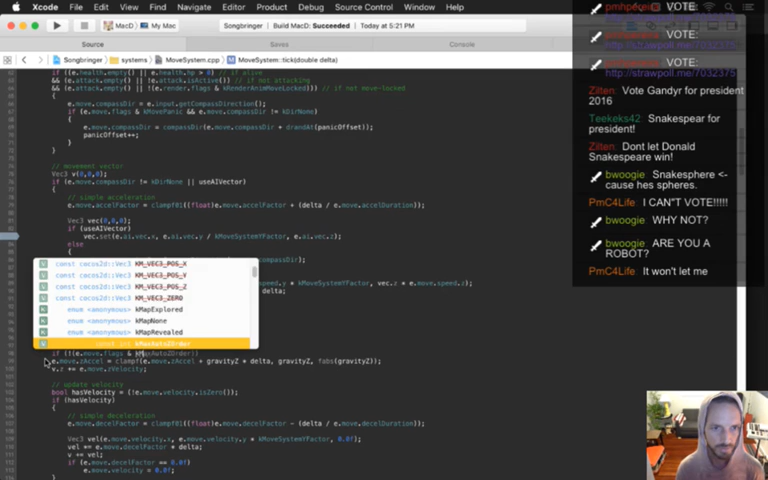 Xcode File Edit View Find Navigate Editor Product Debug Source Control Window Help
MacD My Mac
Songbringer | Build MacD: Succeeded | Today at 5:21 PM
Source
Saves
Console
Songbringer systems MoveSystem.cpp MoveSystem::tick(double delta)
if ((e.health.empty() || e.health.hp > 0) // if alive
&& (e.attack.empty() || !e.attack.isActive()) // if not attacking
&& (e.attack.empty() || !(e.render.flags & kRenderAnimMoveLocked))) // if not move-locked
{
e.move.compassDir = e.input.getCompassDirection();
if (e.move.flags & kMovePanic && e.move.compassDir != kDirNone)
{
e.move.compassDir = compassDir(e.move.compassDir + drandAt(panicOffset));
panicOffset++;
}
}
// movement vector
Vec3 v(0,0,0);
if (e.move.compassDir != kDirNone || useAIVector)
{
// simple acceleration
e.move.accelFactor = clampf01((float)e.move.accelFactor + (delta / e.move.accelDuration));
Vec3 vec(0,0,0);
if (useAIVector)
vec.set(e.ai.vec.x, e.ai.vec.y / kMoveSystemYFactor, e.ai.vec.z);
else
const cocos2d::Vec3 KM_VEC3_POS_X
const cocos2d::Vec3 KM_VEC3_POS_Y
const cocos2d::Vec3 KM_VEC3_POS_Z
const cocos2d::Vec3 KM_VEC3_ZERO
enum <anonymous> kMapExplored
enum <anonymous> kMapNone
enum <anonymous> kMapRevealed
if (!(e.move.flags &
e.move.zAccel = clampf(e.move.zAccel + gravityZ * delta, gravityZ, fabs(gravityZ));
v.z += e.move.zVelocity;
// update velocity
bool hasVelocity = (!e.move.velocity.isZero());
if (hasVelocity)
{
// simple deceleration
e.move.decelFactor = clampf01((float)e.move.decelFactor - (delta / e.move.decelDuration));
Vec3 vel(e.move.velocity.x, e.move.velocity.y * kMoveSystemYFactor, 0.0f);
vel *= e.move.decelFactor * delta;
v += vel;
if (e.move.decelFactor == 0.0f)
e.move.velocity = 0.0f;
VOTE:
http://strawpoll.me/7032375
VOTE:
http://strawpoll.me/7032375
VOTE:
http://strawpoll.me/7032375
Zilten: Vote Gandyr for president
2016
Teekeks42: Snakespear for
president!
Zilten: Dont let Donald
Snakespeare win!
bwoogie: Snakesphere <-
cause hes spheres.
PmC4Life: I CAN"T VOTE!!!!!
bwoogie: WHY NOT?
bwoogie: ARE YOU A
ROBOT?
PmC4Life: It won't let me